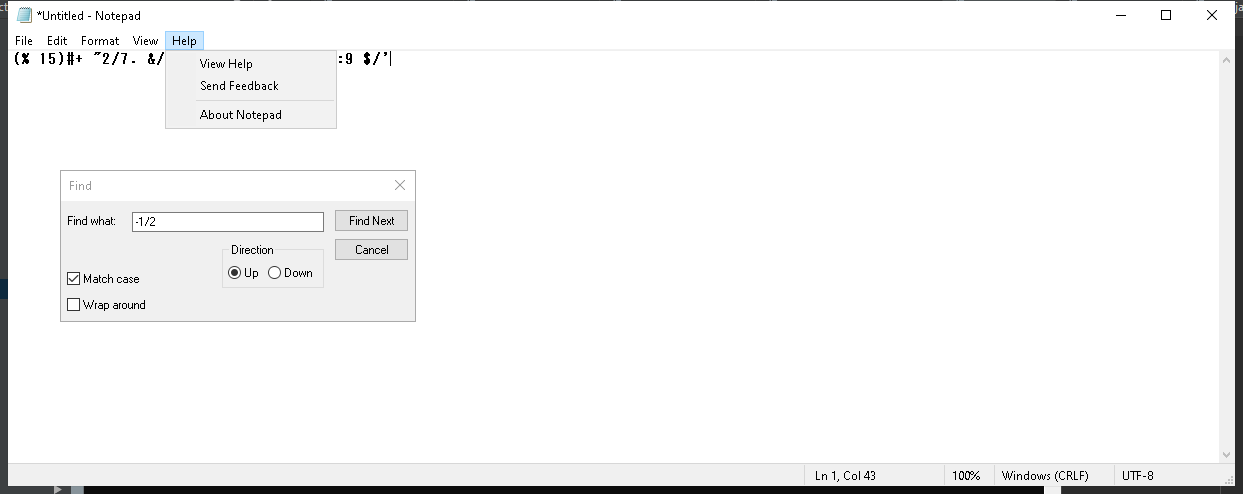 *Untitled - Notepad
File Edit Format View Help
(% 15)#+ ~2/7. &/ :9 $/'
View Help
Send Feedback
About Notepad
Find
Find what: -1/2 Find Next
Direction Cancel
Up Down
Match case
Wrap around
Ln 1, Col 43 100% Windows (CRLF) UTF-8